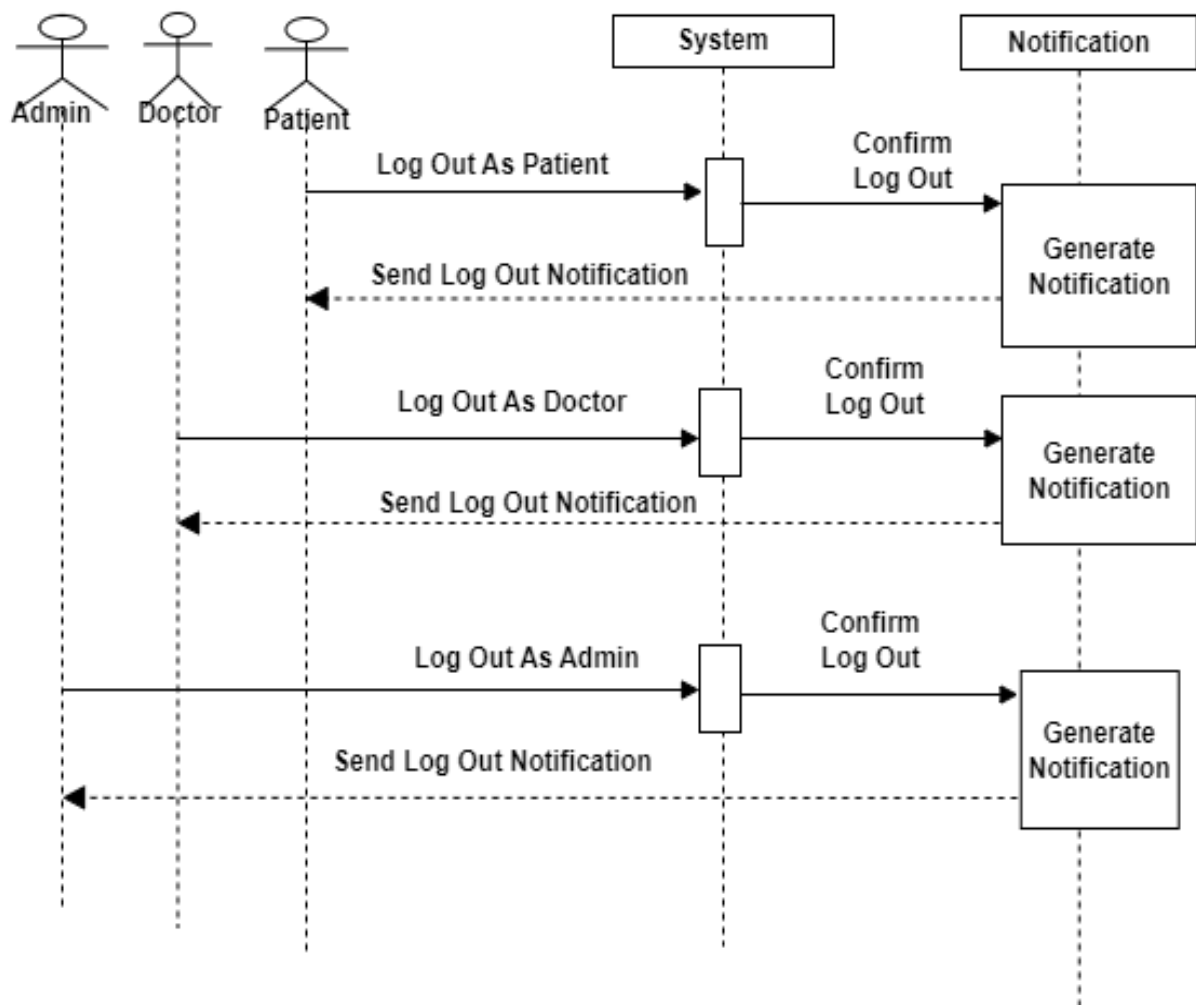 System
Notification
Admin
Doctor
Patient
Log Out As Patient
Confirm
Log Out
Generate
Notification
Send Log Out Notification
Log Out As Doctor
Confirm
Log Out
Generate
Notification
Send Log Out Notification
Log Out As Admin
Confirm
Log Out
Generate
Notification
Send Log Out Notification